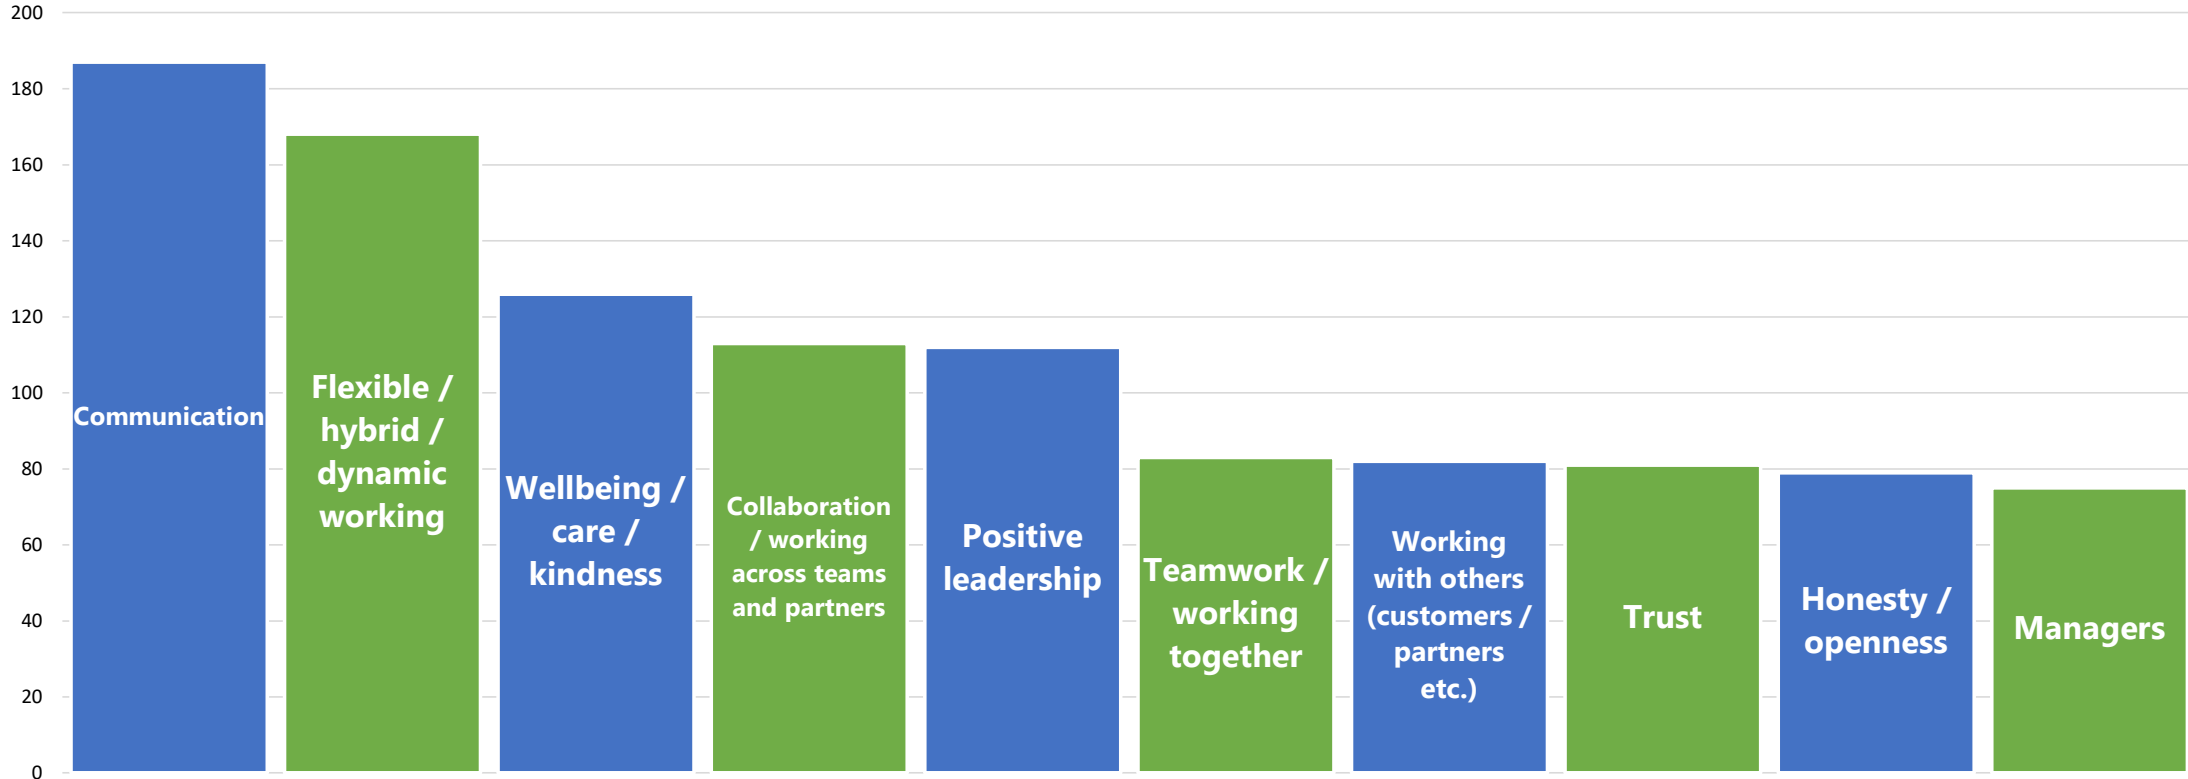 200
180
160
140
120
100
80
60
40
20
0
Communication
Flexible /
hybrid /
dynamic
working
Wellbeing /
care /
kindness
Collaboration
/ working
across teams
and partners
Positive
leadership
Teamwork /
working
together
Working
with others
(customers /
partners
etc.)
Trust
Honesty /
openness
Managers